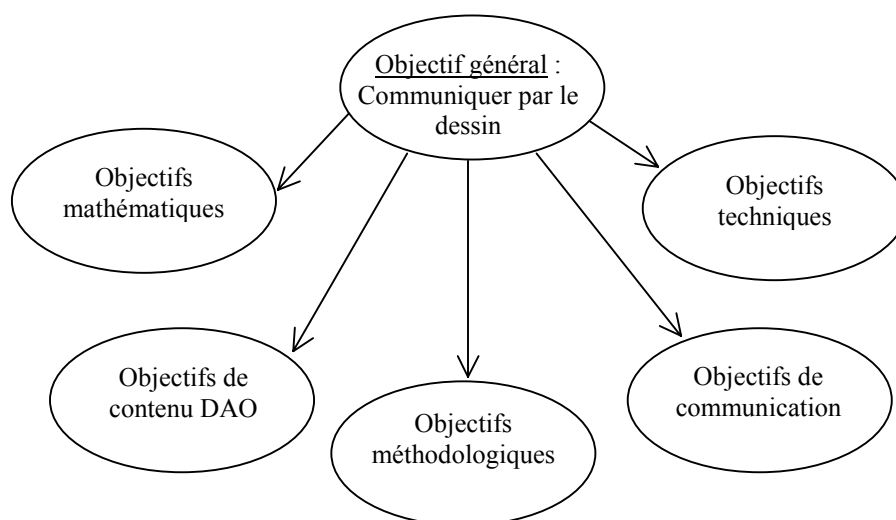 Objectif général :
Communiquer par le
dessin
Objectifs
mathématiques
Objectifs
techniques
Objectifs de
contenu DAO
Objectifs
méthodologiques
Objectifs de
communication